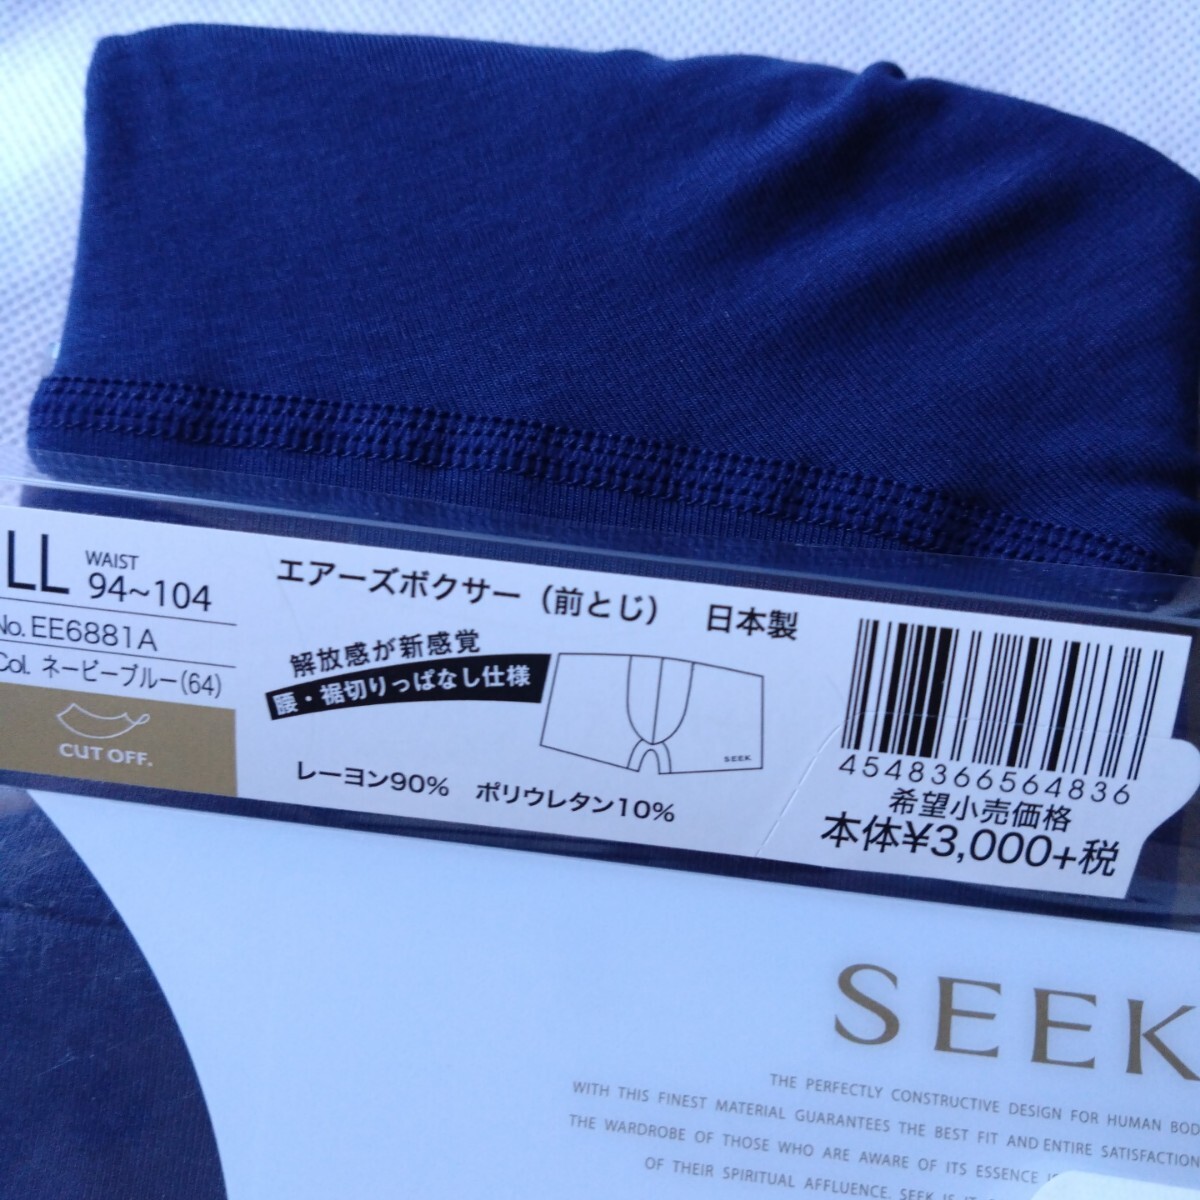 LL WAIST 94~104
No. EE6881A
Col. ネービーブルー(64)
CUT OFF.
エアーズボクサー(前とじ) 日本製
解放感が新感覚
腰・裾切りっぱなし仕様
SEEK
レーヨン90% ポリウレタン10%
4548366564836
希望小売価格
本体¥3,000+税
SEEK
THE PERFECTLY CONSTRUCTIVE DESIGN FOR HUMAN BOD
WITH THIS FINEST MATERIAL GUARANTEES THE BEST FIT AND ENTIRE SATISFACTION
THE WARDROBE OF THOSE WHO ARE AWARE OF ITS ESSENCE
OF THEIR SPIRITUAL AFFLUENCE. SEEK IS